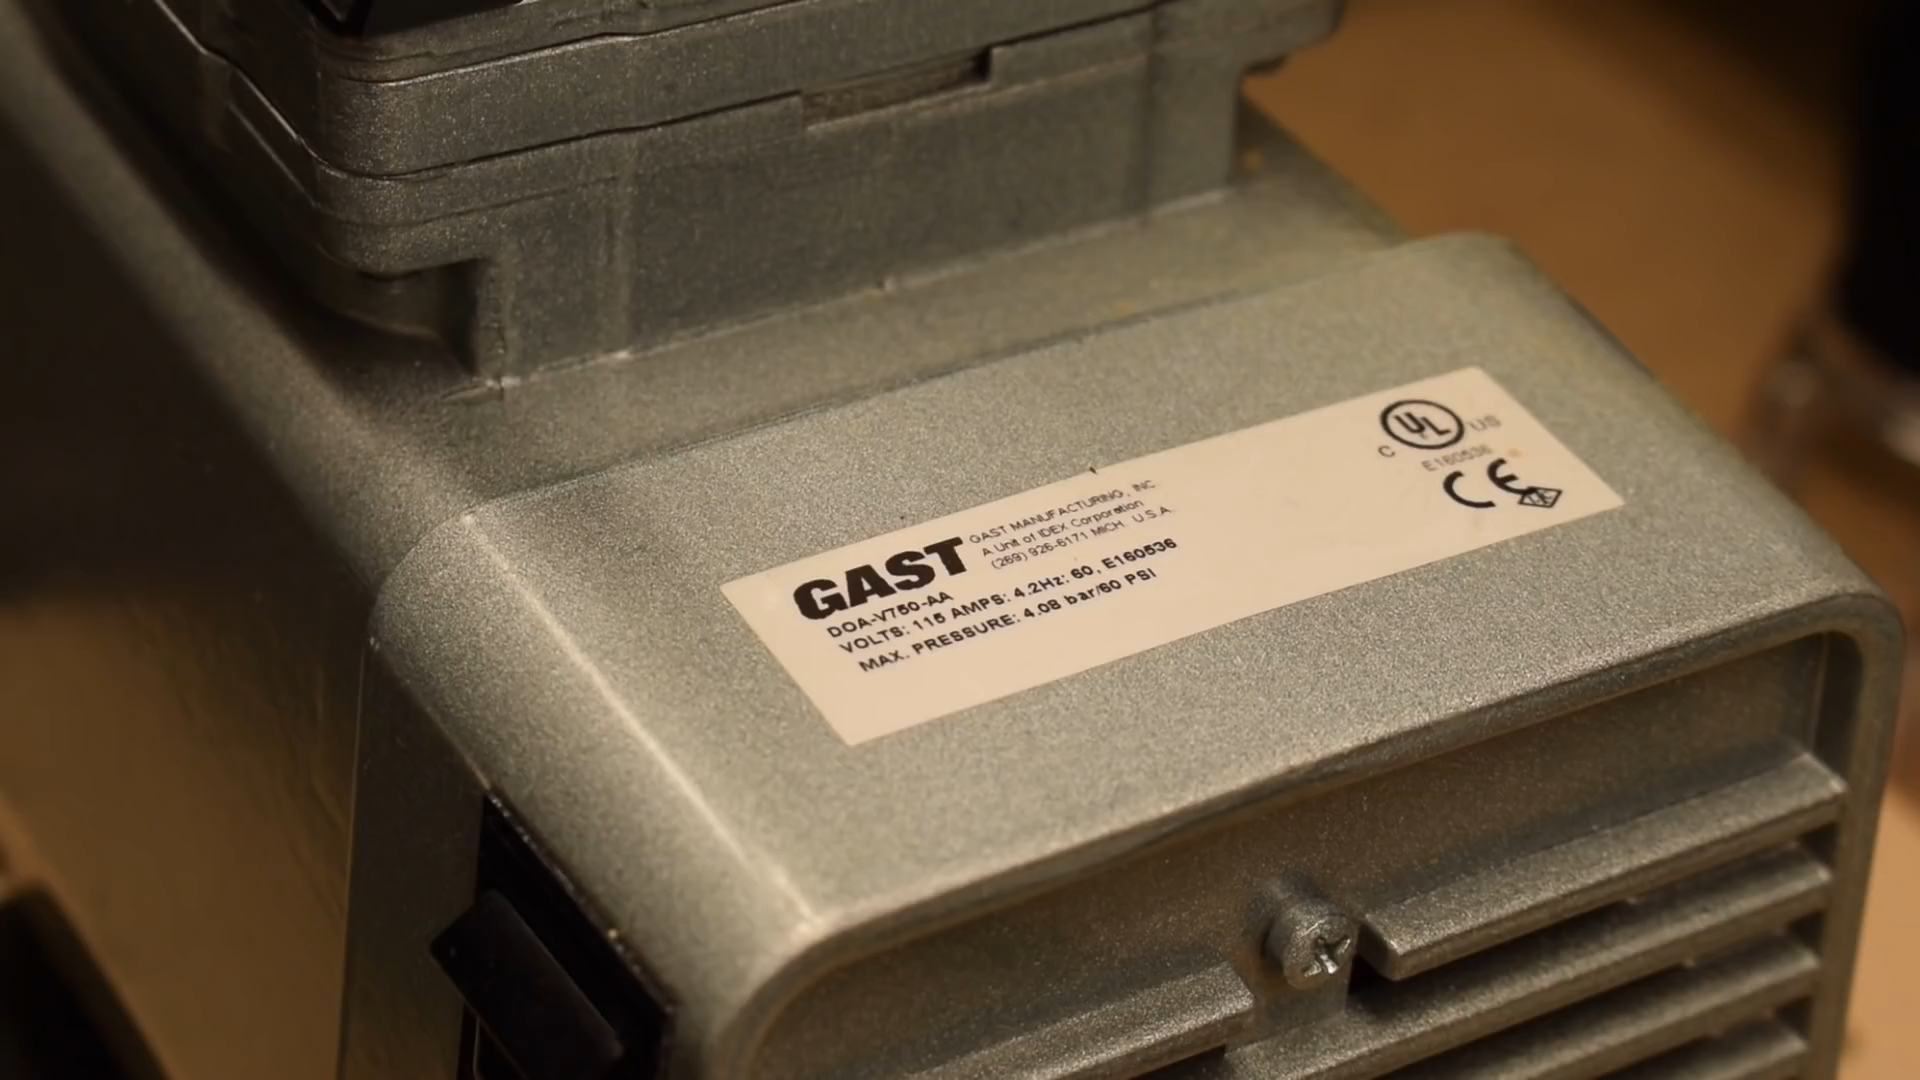 GAST
GAST MANUFACTURING, INC.
A Unit of IDEX Corporation
(269) 926-6171 MICH. U.S.A.
DOA-V750-AA
VOLTS: 115 AMPS: 4.2Hz: 60, E160536
MAX. PRESSURE: 4.08 bar/60 PSI
C UL US
E160536
CE